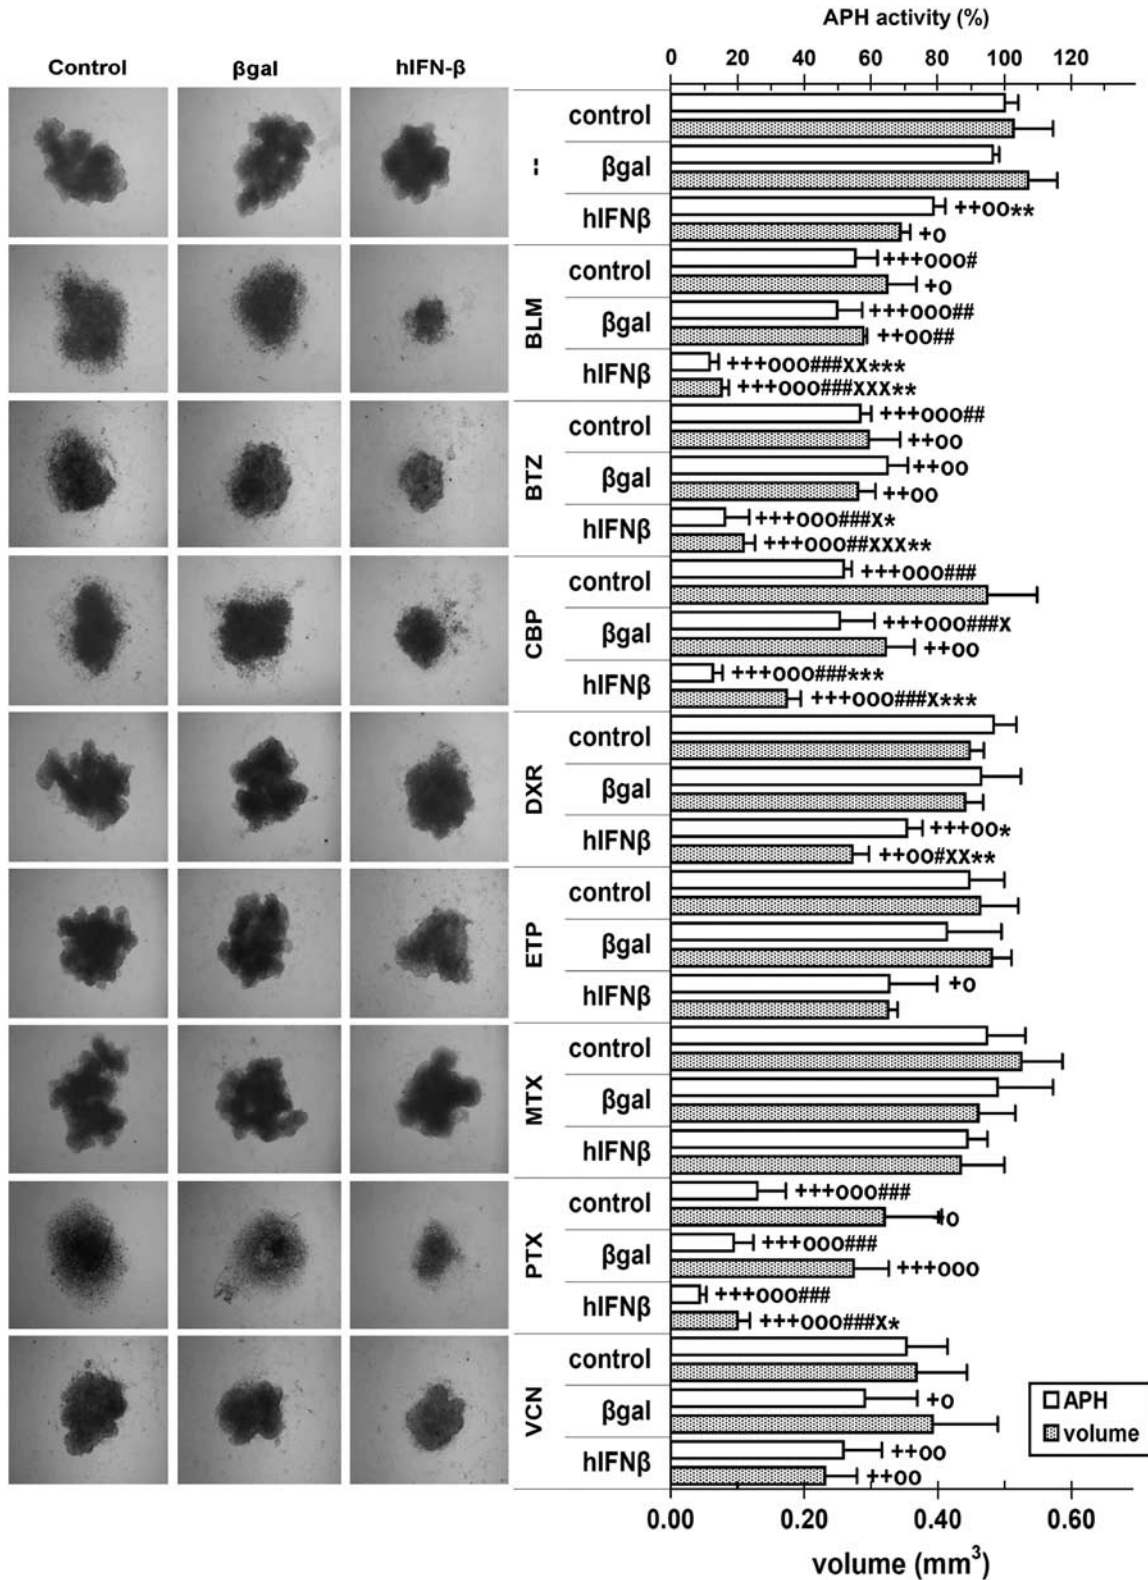 APH activity (%)
0 20 40 60 80 100 120
Control βgal hIFN-β
--
control
βgal
hIFNβ ++oo**
+o
BLM
control +++ooo#
+o
βgal +++ooo##
++oo##
hIFNβ +++ooo###xx***
+++ooo###xxx**
BTZ
control +++ooo##
++oo
βgal ++oo
++oo
hIFNβ +++ooo###x*
+++ooo##xxx**
CBP
control +++ooo###
βgal +++ooo###x
++oo
hIFNβ +++ooo###***
+++ooo###x***
DXR
control
βgal
hIFNβ +++oo*
++oo#xx**
ETP
control
βgal
hIFNβ +o
MTX
control
βgal
hIFNβ
PTX
control +++ooo###
+o
βgal +++ooo###
+++ooo
hIFNβ +++ooo###
+++ooo###x*
VCN
control
βgal +o
hIFNβ ++oo
++oo
APH
volume
0.00 0.20 0.40 0.60
volume (mm³)